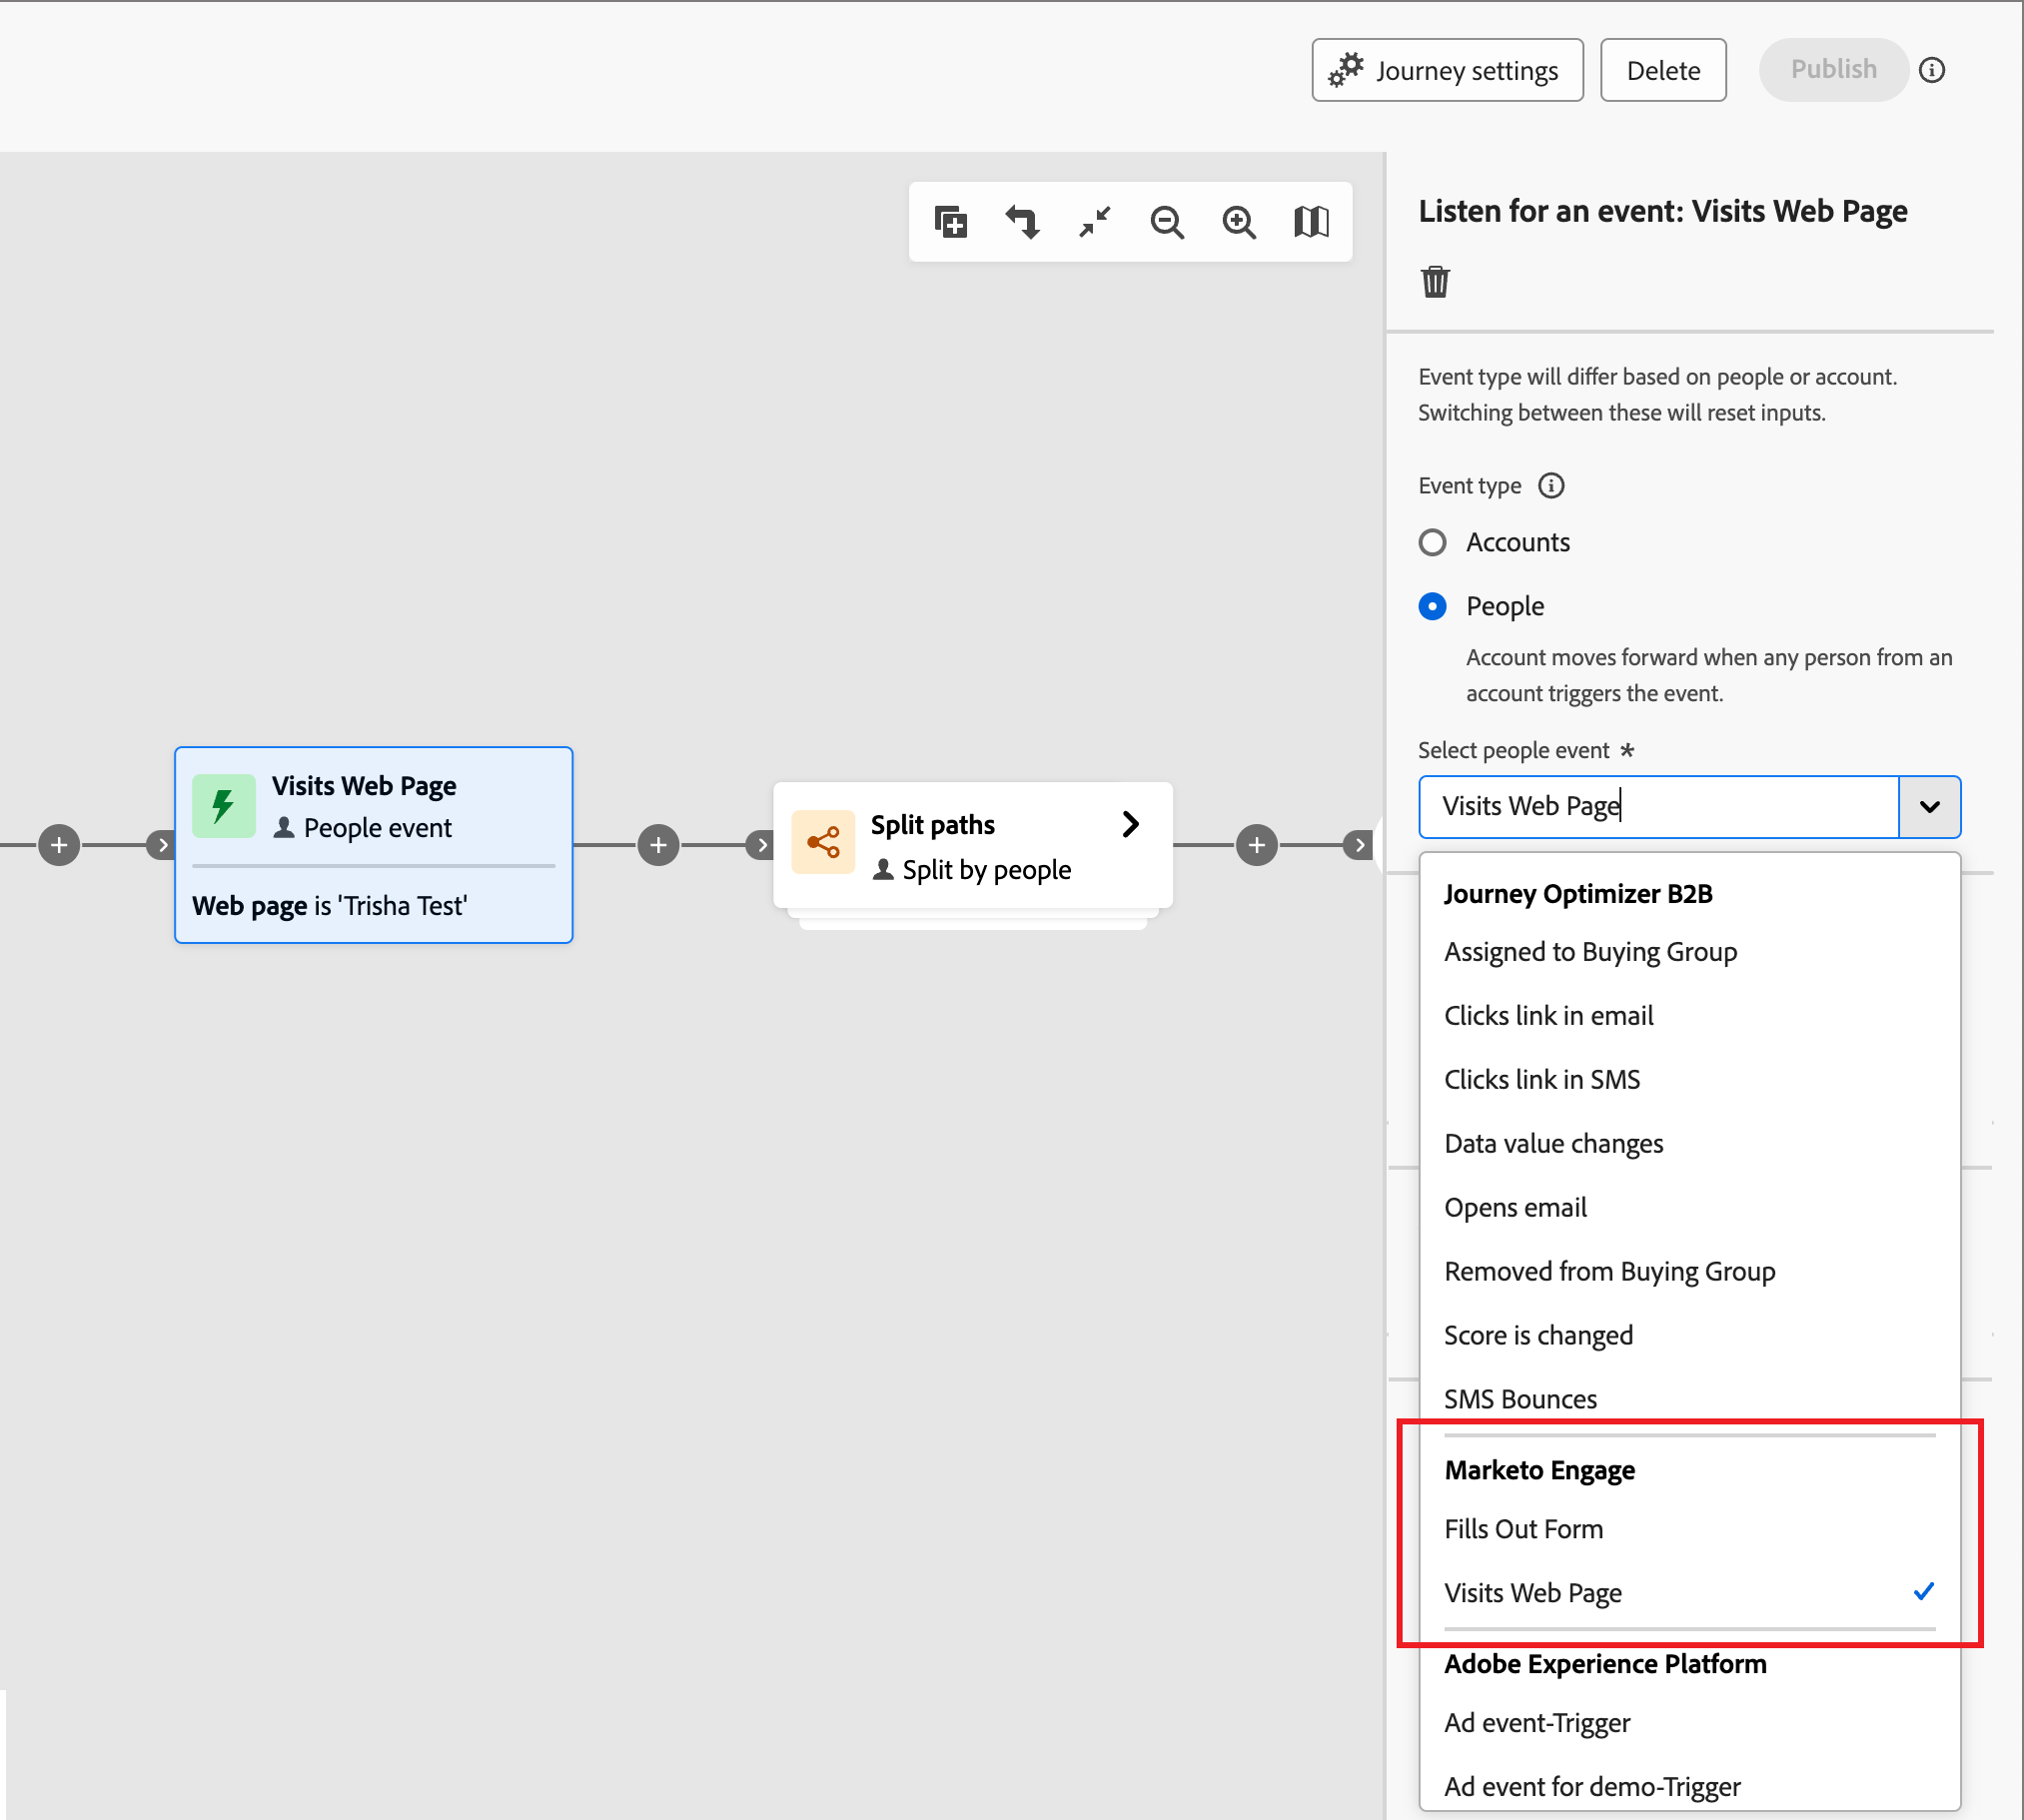 Journey settings
Delete
Publish
Listen for an event: Visits Web Page
Event type will differ based on people or account.
Switching between these will reset inputs.
Event type
Accounts
People
Account moves forward when any person from an
account triggers the event.
Select people event *
Visits Web Page
Visits Web Page
People event
Web page is 'Trisha Test'
Split paths
Split by people
Journey Optimizer B2B
Assigned to Buying Group
Clicks link in email
Clicks link in SMS
Data value changes
Opens email
Removed from Buying Group
Score is changed
SMS Bounces
Marketo Engage
Fills Out Form
Visits Web Page
Adobe Experience Platform
Ad event-Trigger
Ad event for demo-Trigger